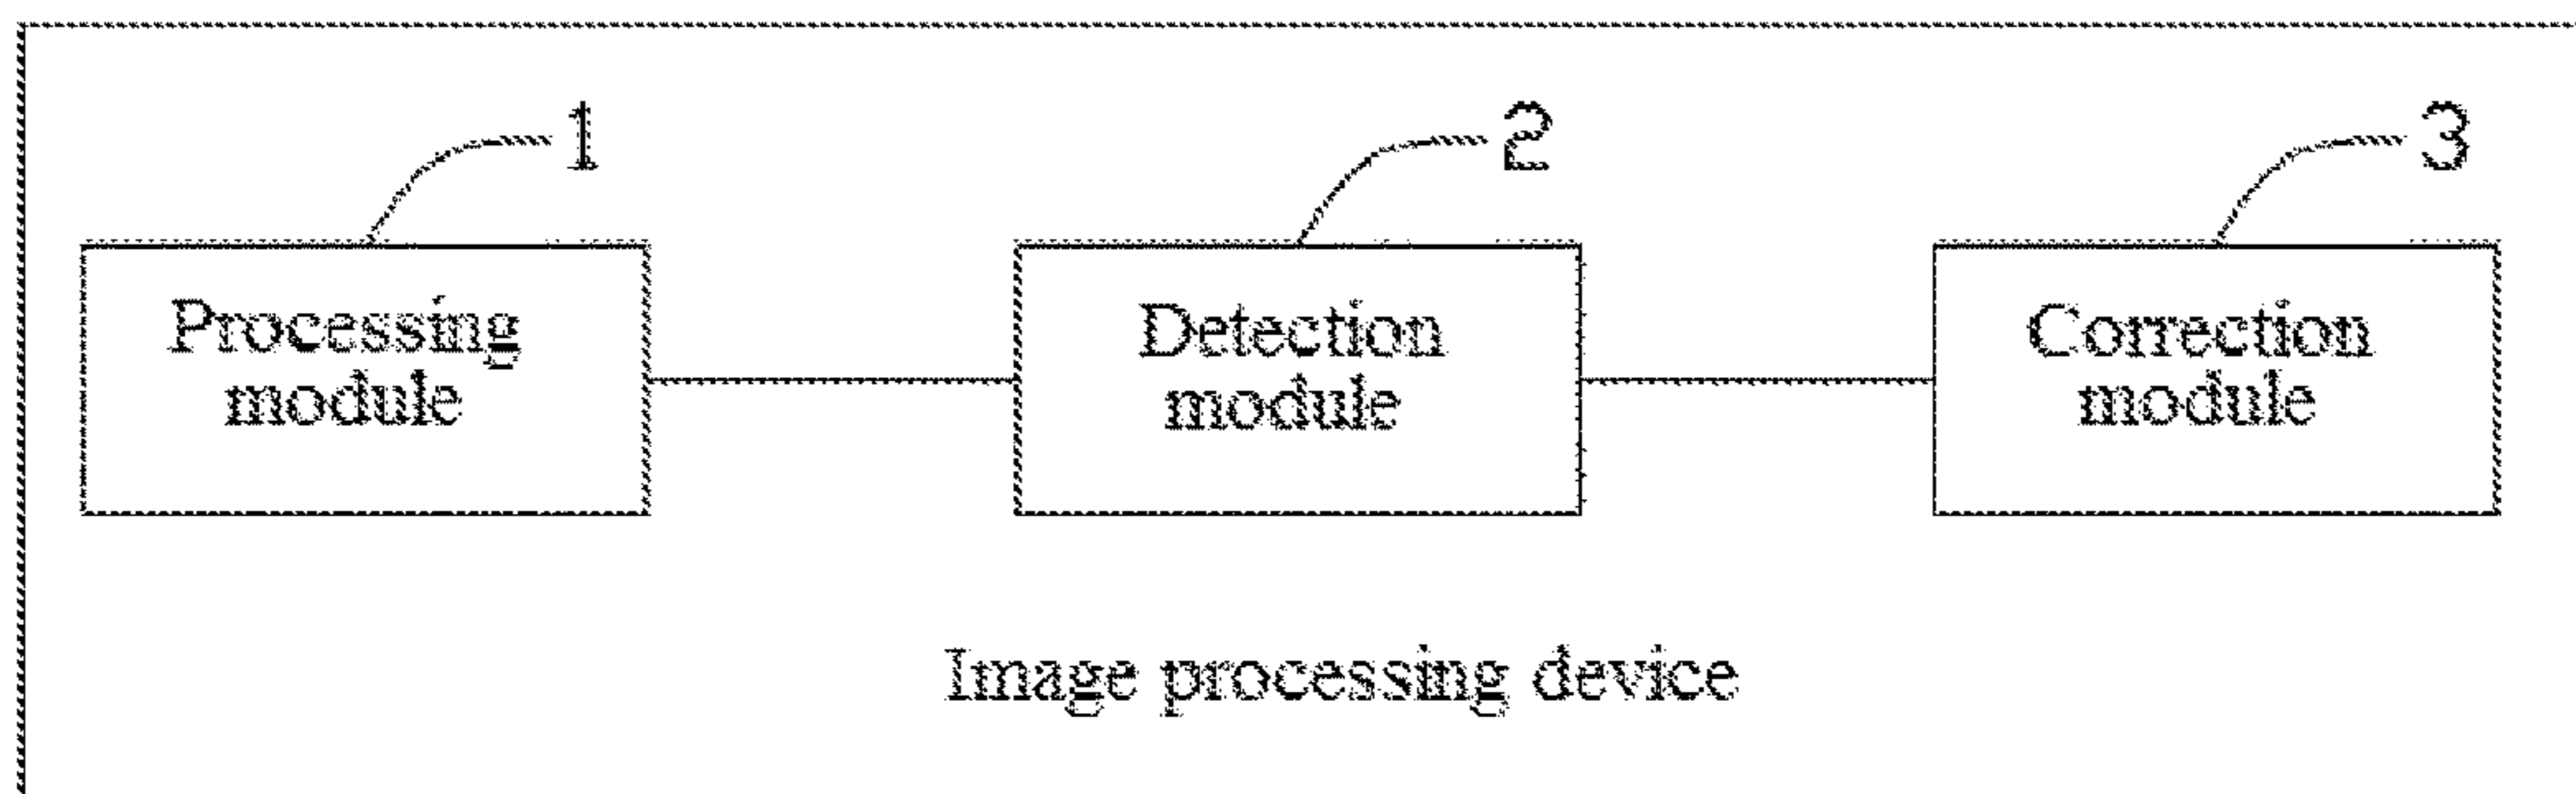 1
2
3
Processing
module
Detection
module
Correction
module
Image processing device